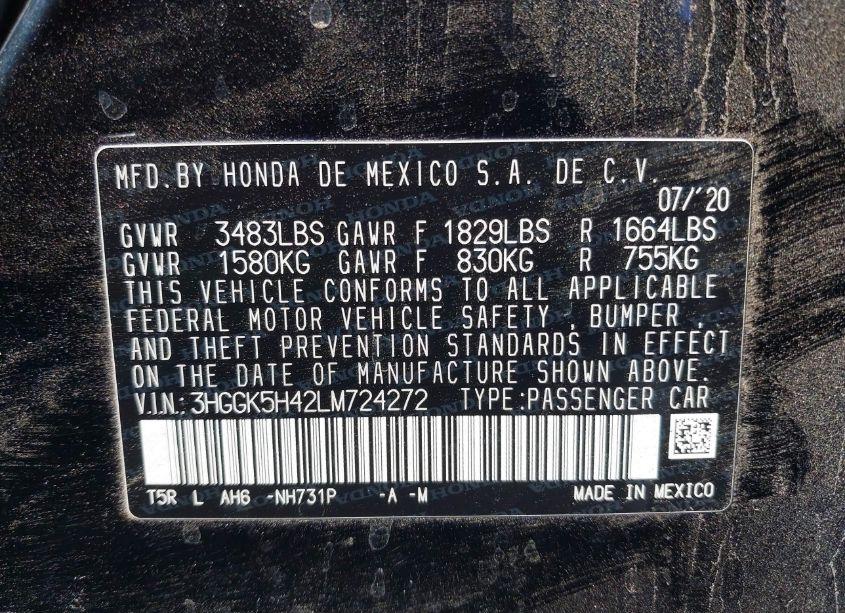 MFD. BY HONDA DE MEXICO S.A. DE C.V.
07/'20
GVWR 3483LBS GAWR F 1829LBS R 1664LBS
GVWR 1580KG GAWR F 830KG R 755KG
THIS VEHICLE CONFORMS TO ALL APPLICABLE
FEDERAL MOTOR VEHICLE SAFETY , BUMPER ,
AND THEFT PREVENTION STANDARDS IN EFFECT
ON THE DATE OF MANUFACTURE SHOWN ABOVE.
V.I.N.: 3HGGK5H42LM724272 TYPE:PASSENGER CAR
T5R L AH6 -NH731P -A -M MADE IN MEXICO